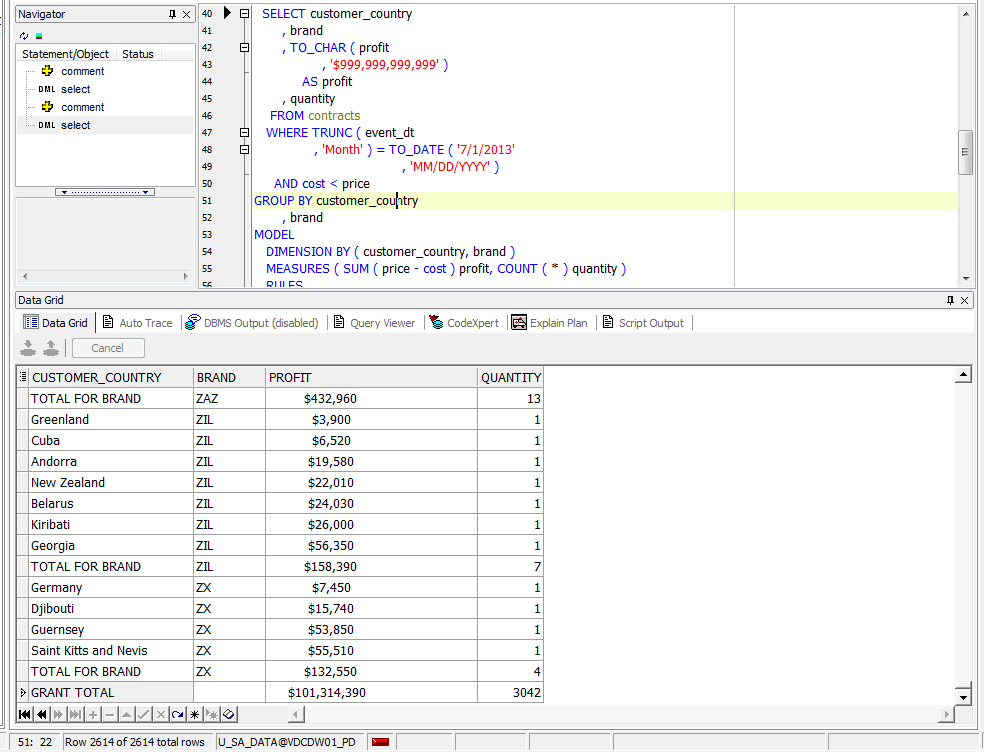 Navigator
Statement/Object Status
comment
DML select
comment
DML select
40 SELECT customer_country
41 , brand
42 , TO_CHAR ( profit
43 , '$999,999,999,999' )
44 AS profit
45 , quantity
46 FROM contracts
47 WHERE TRUNC ( event_dt
48 , 'Month' ) = TO_DATE ( '7/1/2013'
49 , 'MM/DD/YYYY' )
50 AND cost < price
51 GROUP BY customer_country
52 , brand
53 MODEL
54 DIMENSION BY ( customer_country, brand )
55 MEASURES ( SUM ( price - cost ) profit, COUNT ( * ) quantity )
56 RULES
Data Grid
Data Grid Auto Trace DBMS Output (disabled) Query Viewer CodeXpert Explain Plan Script Output
Cancel
CUSTOMER_COUNTRY BRAND PROFIT QUANTITY
TOTAL FOR BRAND ZAZ $432,960 13
Greenland ZIL $3,900 1
Cuba ZIL $6,520 1
Andorra ZIL $19,580 1
New Zealand ZIL $22,010 1
Belarus ZIL $24,030 1
Kiribati ZIL $26,000 1
Georgia ZIL $56,350 1
TOTAL FOR BRAND ZIL $158,390 7
Germany ZX $7,450 1
Djibouti ZX $15,740 1
Guernsey ZX $53,850 1
Saint Kitts and Nevis ZX $55,510 1
TOTAL FOR BRAND ZX $132,550 4
GRANT TOTAL $101,314,390 3042
51: 22 Row 2614 of 2614 total rows U_SA_DATA@VDCDW01_PD